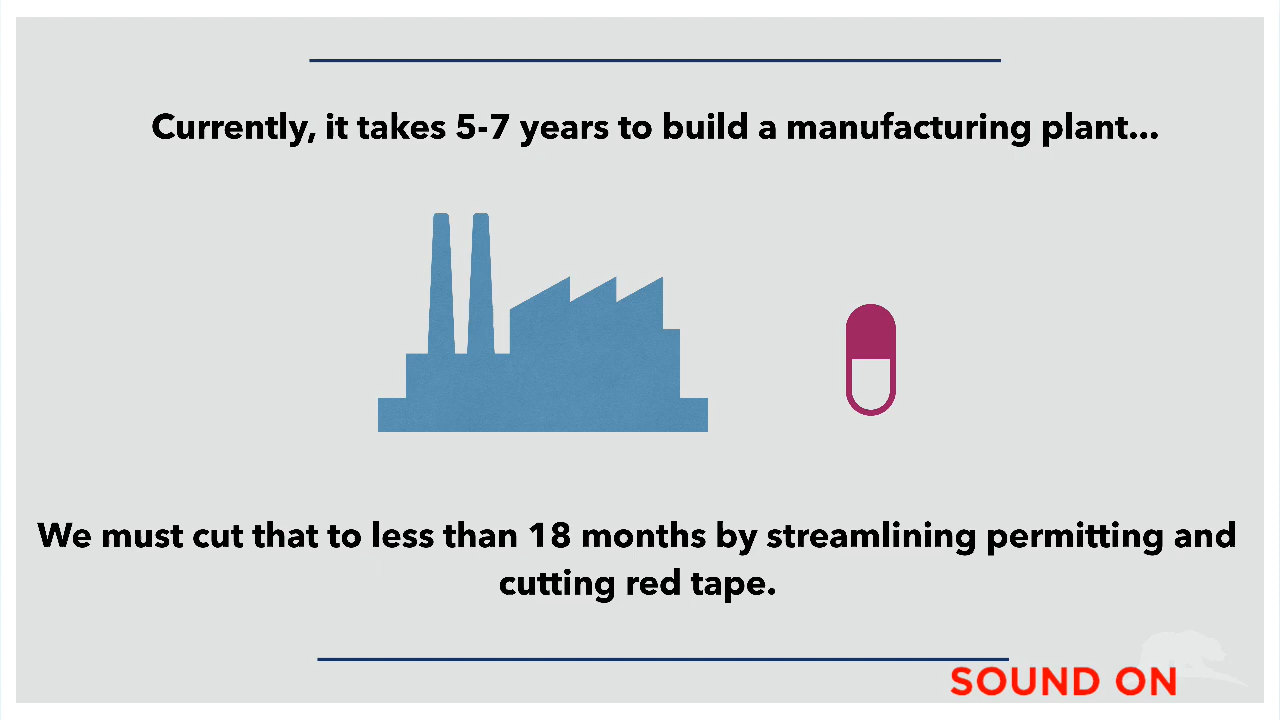 Currently, it takes 5-7 years to build a manufacturing plant...
We must cut that to less than 18 months by streamlining permitting and
cutting red tape.
SOUND ON